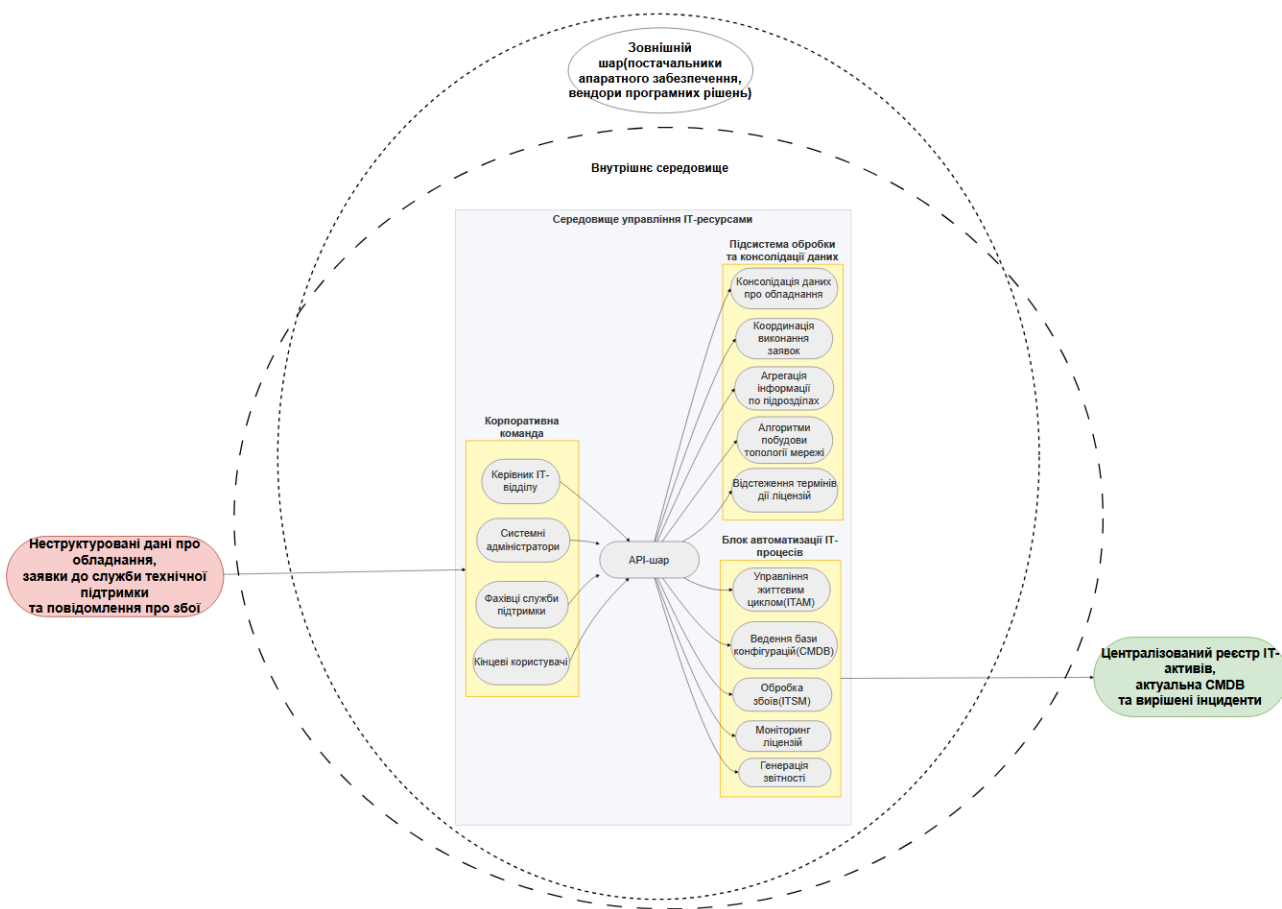 Зовнішній
шар(постачальники
апаратного забезпечення,
вендори програмних рішень)
Внутрішнє середовище
Середовище управління ІТ-ресурсами
Підсистема обробки
та консолідації даних
Консолідація даних
про обладнання
Координація
виконання
заявок
Агрегація
інформації
по підрозділах
Алгоритми
побудови
топології мережі
Відстеження термінів
дії ліцензій
Корпоративна
команда
Керівник ІТ-
відділу
Системні
адміністратори
Фахівці служби
підтримки
Кінцеві користувачі
API-шар
Блок автоматизації ІТ-
процесів
Управління
життєвим
циклом(ITAM)
Ведення бази
конфігурацій(CMDB)
Обробка
збоїв(ITSM)
Моніторинг
ліцензій
Генерація
звітності
Неструктуровані дані про
обладнання,
заявки до служби технічної
підтримки
та повідомлення про збої
Централізований реєстр ІТ-
активів,
актуальна CMDB
та вирішені інциденти